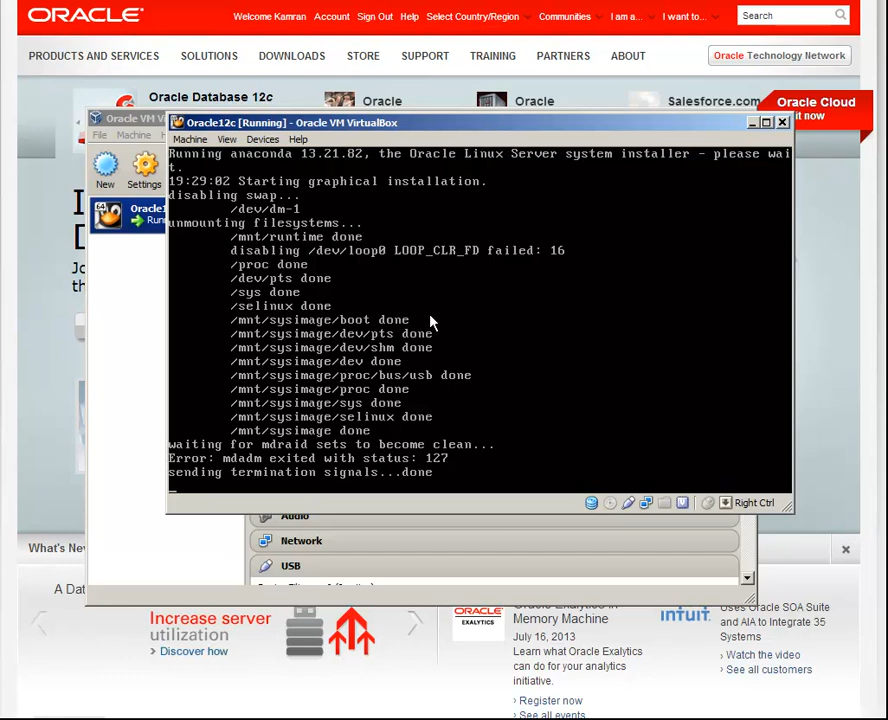 ORACLE
Welcome Kamran Account Sign Out Help Select Country/Region Communities I am a... I want to... Search
PRODUCTS AND SERVICES SOLUTIONS DOWNLOADS STORE SUPPORT TRAINING PARTNERS ABOUT Oracle Technology Network
Oracle Database 12c Oracle Oracle Salesforce.com
Oracle Cloud
Oracle VM
File Machine
New Settings
Oracle12c [Running] - Oracle VM VirtualBox
Machine View Devices Help
Running anaconda 13.21.82, the Oracle Linux Server system installer - please wai
t.
19:29:02 Starting graphical installation.
disabling swap...
/dev/dm-1
unmounting filesystems...
/mnt/runtime done
disabling /dev/loop0 LOOP_CLR_FD failed: 16
/proc done
/dev/pts done
/sys done
/selinux done
/mnt/sysimage/boot done
/mnt/sysimage/dev/pts done
/mnt/sysimage/dev/shm done
/mnt/sysimage/dev done
/mnt/sysimage/proc/bus/usb done
/mnt/sysimage/proc done
/mnt/sysimage/sys done
/mnt/sysimage/selinux done
/mnt/sysimage done
waiting for mdraid sets to become clean...
Error: mdadm exited with status: 127
sending termination signals...done
Right Ctrl
Audio
Network
USB
What's New
A Dat
Increase server
utilization
› Discover how
ORACLE
EXALYTICS
Oracle Exalytics In-
Memory Machine
July 16, 2013
Learn what Oracle Exalytics
can do for your analytics
initiative.
› Register now
› See all events
intuit
Uses Oracle SOA Suite
and AIA to Integrate 35
Systems
› Watch the video
› See all customers